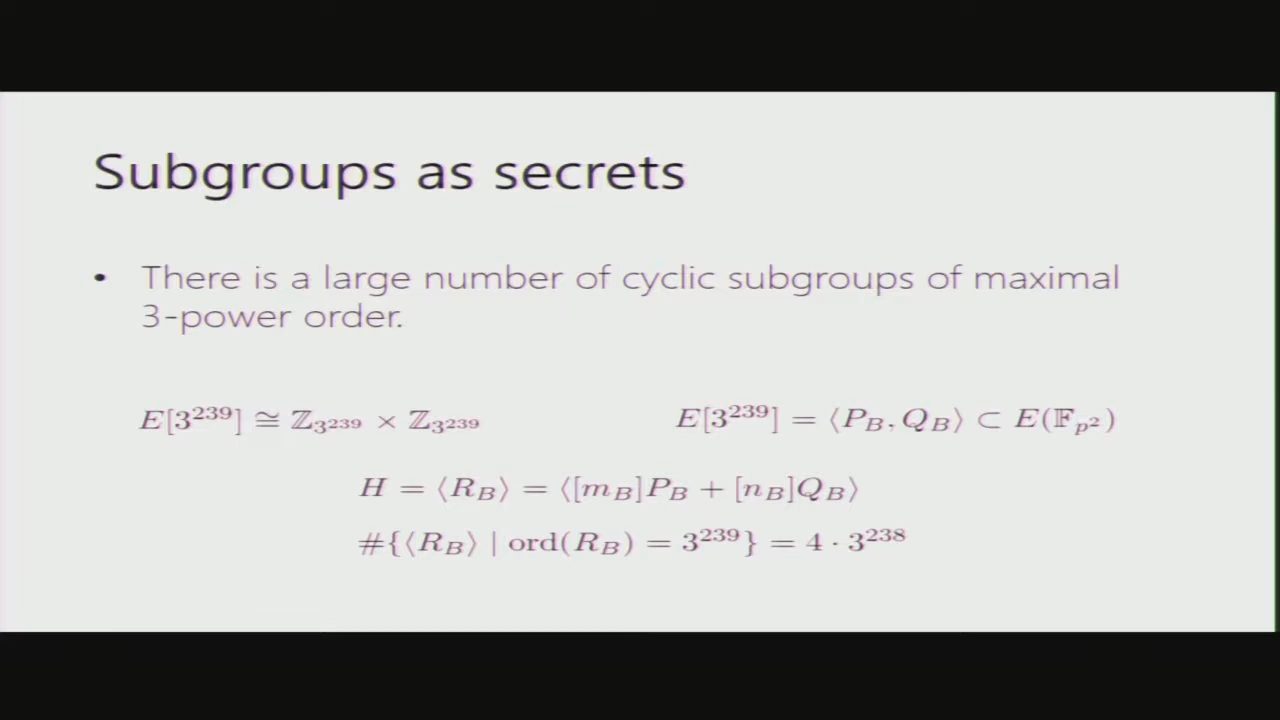 Subgroups as secrets
• There is a large number of cyclic subgroups of maximal
3-power order.
E[3^{239}] ≅ ℤ_{3^{239}} × ℤ_{3^{239}}
E[3^{239}] = ⟨P_B, Q_B⟩ ⊂ E(𝔽_{p^2})
H = ⟨R_B⟩ = ⟨[m_B]P_B + [n_B]Q_B⟩
#{⟨R_B⟩ | ord(R_B) = 3^{239}} = 4 · 3^{238}